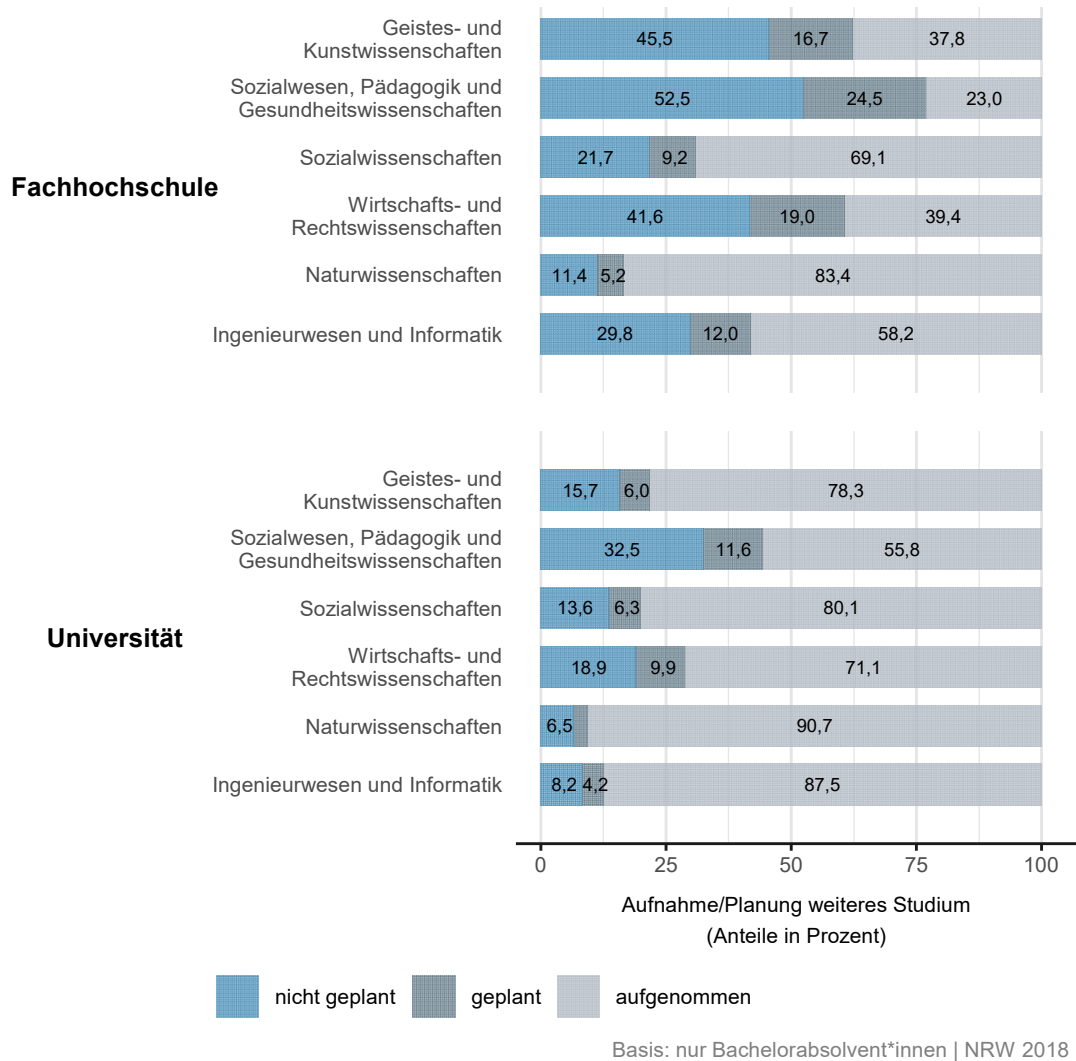 Fachhochschule
Geistes- und
Kunstwissenschaften
45,5 16,7 37,8
Sozialwesen, Pädagogik und
Gesundheitswissenschaften
52,5 24,5 23,0
Sozialwissenschaften
21,7 9,2 69,1
Wirtschafts- und
Rechtswissenschaften
41,6 19,0 39,4
Naturwissenschaften
11,4 5,2 83,4
Ingenieurwesen und Informatik
29,8 12,0 58,2
Universität
Geistes- und
Kunstwissenschaften
15,7 6,0 78,3
Sozialwesen, Pädagogik und
Gesundheitswissenschaften
32,5 11,6 55,8
Sozialwissenschaften
13,6 6,3 80,1
Wirtschafts- und
Rechtswissenschaften
18,9 9,9 71,1
Naturwissenschaften
6,5 90,7
Ingenieurwesen und Informatik
8,2 4,2 87,5
0 25 50 75 100
Aufnahme/Planung weiteres Studium
(Anteile in Prozent)
nicht geplant geplant aufgenommen
Basis: nur Bachelorabsolvent*innen | NRW 2018